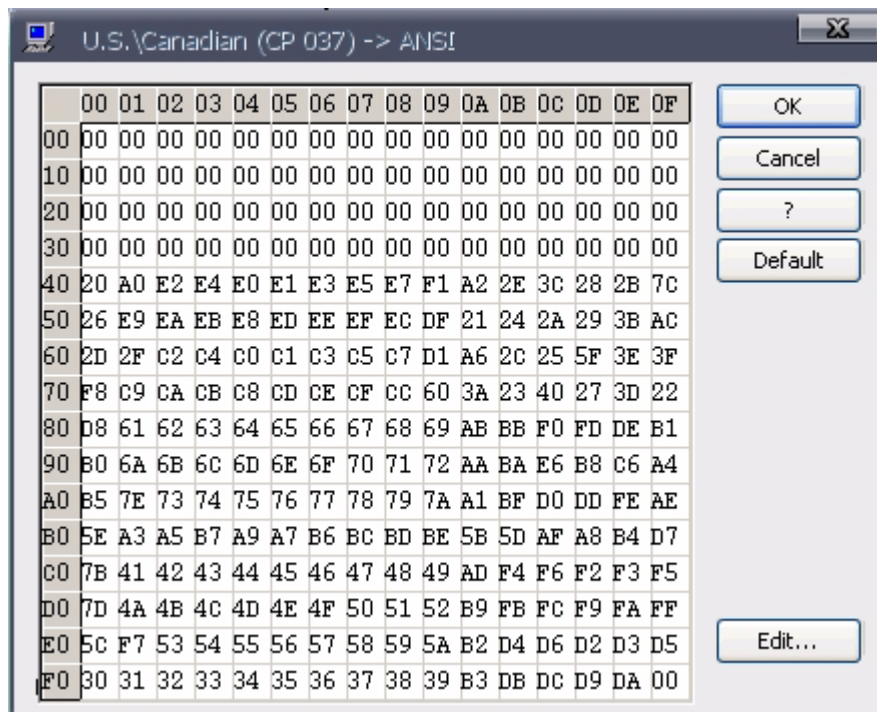 U.S.\Canadian (CP 037) -> ANSI
00 01 02 03 04 05 06 07 08 09 0A 0B 0C 0D 0E 0F
00 00 00 00 00 00 00 00 00 00 00 00 00 00 00 00 00
10 00 00 00 00 00 00 00 00 00 00 00 00 00 00 00 00
20 00 00 00 00 00 00 00 00 00 00 00 00 00 00 00 00
30 00 00 00 00 00 00 00 00 00 00 00 00 00 00 00 00
40 20 A0 E2 E4 E0 E1 E3 E5 E7 F1 A2 2E 3C 28 2B 7C
50 26 E9 EA EB E8 ED EE EF EC DF 21 24 2A 29 3B AC
60 2D 2F C2 C4 C0 C1 C3 C5 C7 D1 A6 2C 25 5F 3E 3F
70 F8 C9 CA CB C8 CD CE CF CC 60 3A 23 40 27 3D 22
80 D8 61 62 63 64 65 66 67 68 69 AB BB F0 FD DE B1
90 B0 6A 6B 6C 6D 6E 6F 70 71 72 AA BA E6 B8 C6 A4
A0 B5 7E 73 74 75 76 77 78 79 7A A1 BF D0 DD FE AE
B0 5E A3 A5 B7 A9 A7 B6 BC BD BE 5B 5D AF A8 B4 D7
C0 7B 41 42 43 44 45 46 47 48 49 AD F4 F6 F2 F3 F5
D0 7D 4A 4B 4C 4D 4E 4F 50 51 52 B9 FB FC F9 FA FF
E0 5C F7 53 54 55 56 57 58 59 5A B2 D4 D6 D2 D3 D5
F0 30 31 32 33 34 35 36 37 38 39 B3 DB DC D9 DA 00
OK
Cancel
?
Default
Edit...